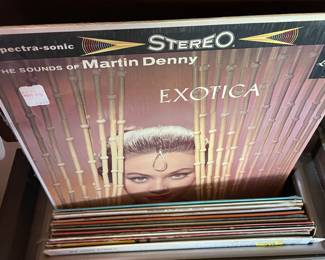 pectra-sonic STEREO
THE SOUNDS OF Martin Denny
EXOTICA